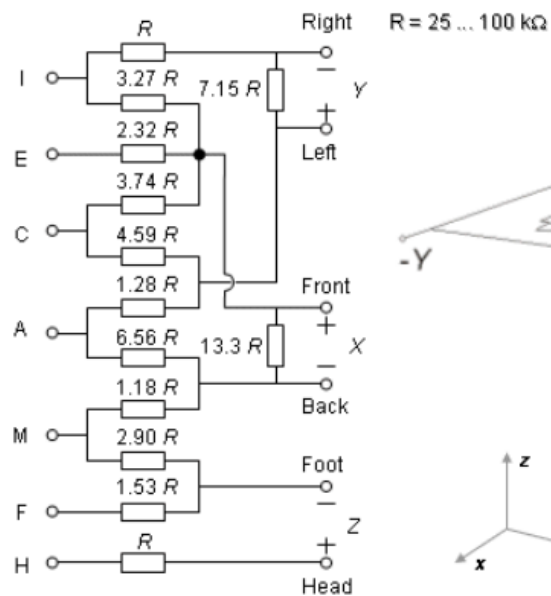 Right R = 25 ... 100 kΩ
R
I
3.27 R
7.15 R
− Y
+
2.32 R
E
Left
3.74 R
C
4.59 R
-Y
1.28 R
Front
A
+
6.56 R
13.3 R
X
−
1.18 R
Back
M
2.90 R
Foot
1.53 R
−
F
Z
R
+
H
Head
z
x